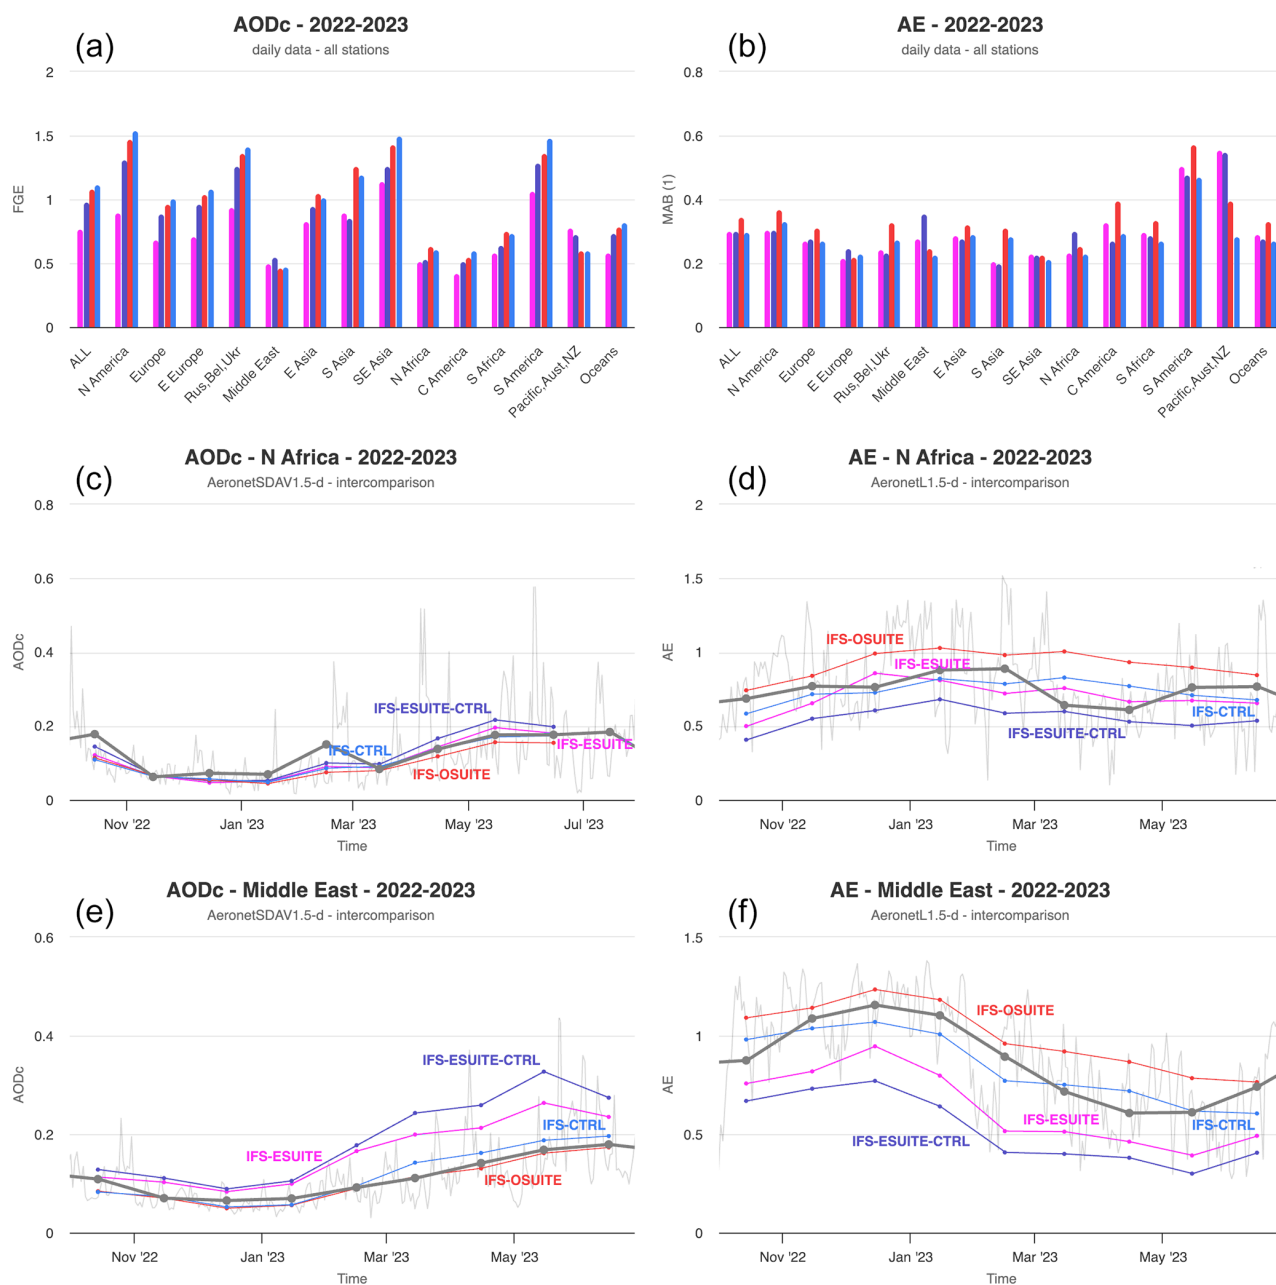 (a)
AODc - 2022-2023
daily data - all stations
2
1.5
1
0.5
0
FGE
ALL
N America
Europe
E Europe
Rus,Bel,Ukr
Middle East
E Asia
S Asia
SE Asia
N Africa
C America
S Africa
S America
Pacific,Aust,NZ
Oceans
(b)
AE - 2022-2023
daily data - all stations
0.8
0.6
0.4
0.2
0
MAB (1)
ALL
N America
Europe
E Europe
Rus,Bel,Ukr
Middle East
E Asia
S Asia
SE Asia
N Africa
C America
S Africa
S America
Pacific,Aust,NZ
Oceans
(c)
AODc - N Africa - 2022-2023
AeronetSDAV1.5-d - intercomparison
0.8
0.6
0.4
0.2
0
AODc
IFS-ESUITE-CTRL
IFS-CTRL
IFS-ESUITE
IFS-OSUITE
Nov '22
Jan '23
Mar '23
May '23
Jul '23
Time
(d)
AE - N Africa - 2022-2023
AeronetL1.5-d - intercomparison
2
1.5
1
0.5
0
AE
IFS-OSUITE
IFS-ESUITE
IFS-CTRL
IFS-ESUITE-CTRL
Nov '22
Jan '23
Mar '23
May '23
Time
(e)
AODc - Middle East - 2022-2023
AeronetSDAV1.5-d - intercomparison
0.6
0.4
0.2
0
AODc
IFS-ESUITE-CTRL
IFS-CTRL
IFS-ESUITE
IFS-OSUITE
Nov '22
Jan '23
Mar '23
May '23
Time
(f)
AE - Middle East - 2022-2023
AeronetL1.5-d - intercomparison
1.5
1
0.5
0
AE
IFS-OSUITE
IFS-ESUITE
IFS-CTRL
IFS-ESUITE-CTRL
Nov '22
Jan '23
Mar '23
May '23
Time